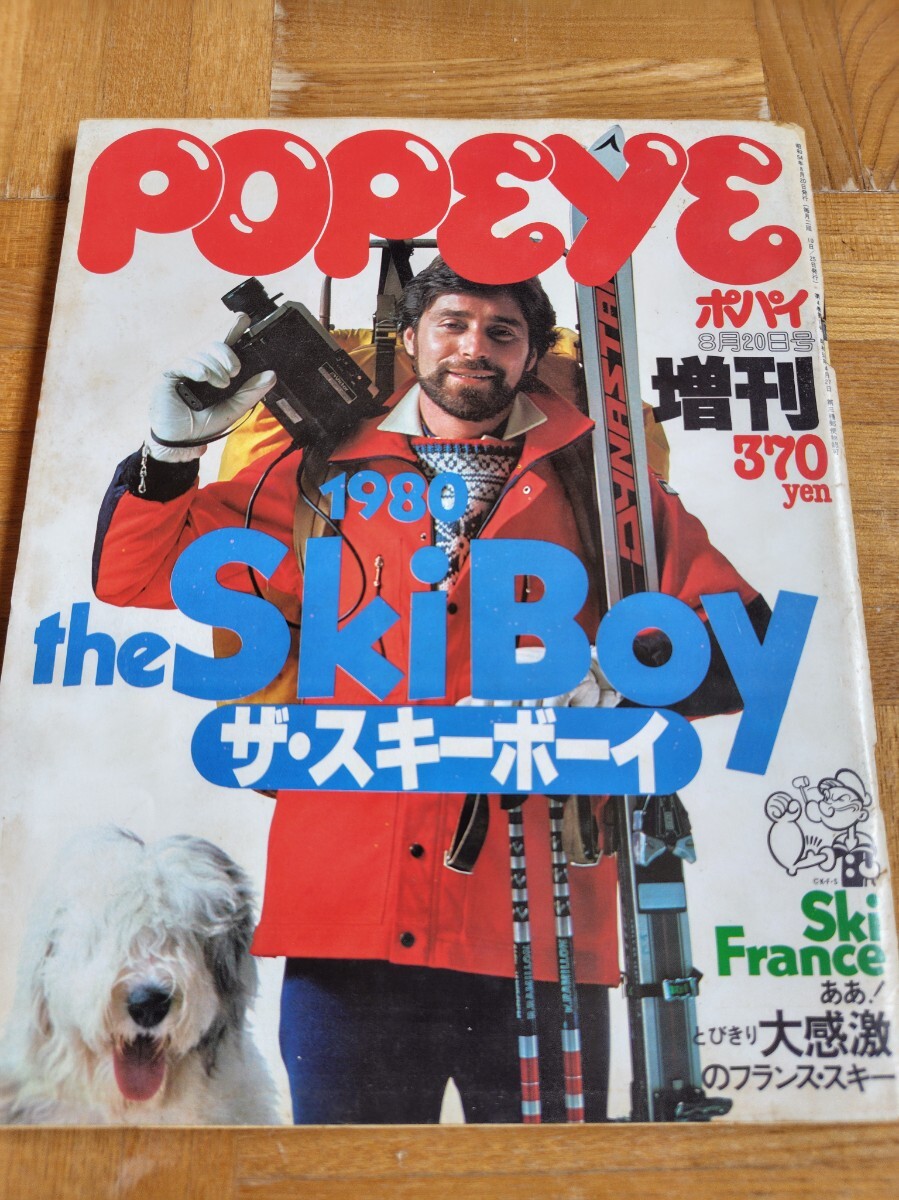 POPEYE
ポパイ
8月20日号
増刊
370
yen
DYNASTAR
1980
the Ski Boy
ザ・スキーボーイ
©K・F・S
Ski
France
ああ!
とびきり大感激
のフランス・スキー